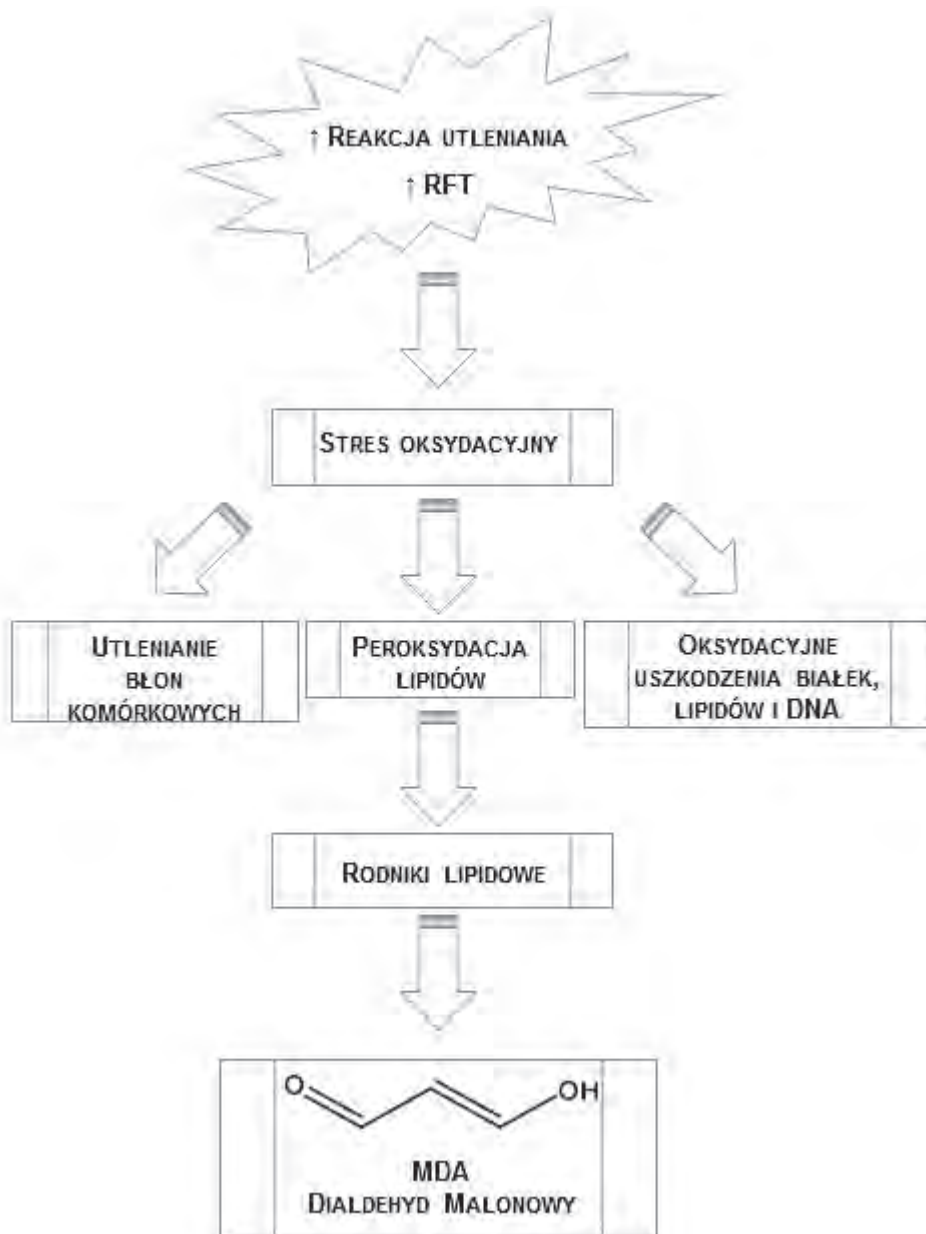 ↑ REAKCJA UTLENIANIA
↑ RFT
STRES OKSYDACYJNY
UTLENIANIE
BŁON
KOMÓRKOWYCH
PEROKSYDACJA
LIPIDÓW
OKSYDACYJNE
USZKODZENIA BIAŁEK,
LIPIDÓW I DNA
RODNIKI LIPIDOWE
O OH
MDA
DIALDEHYD MALONOWY